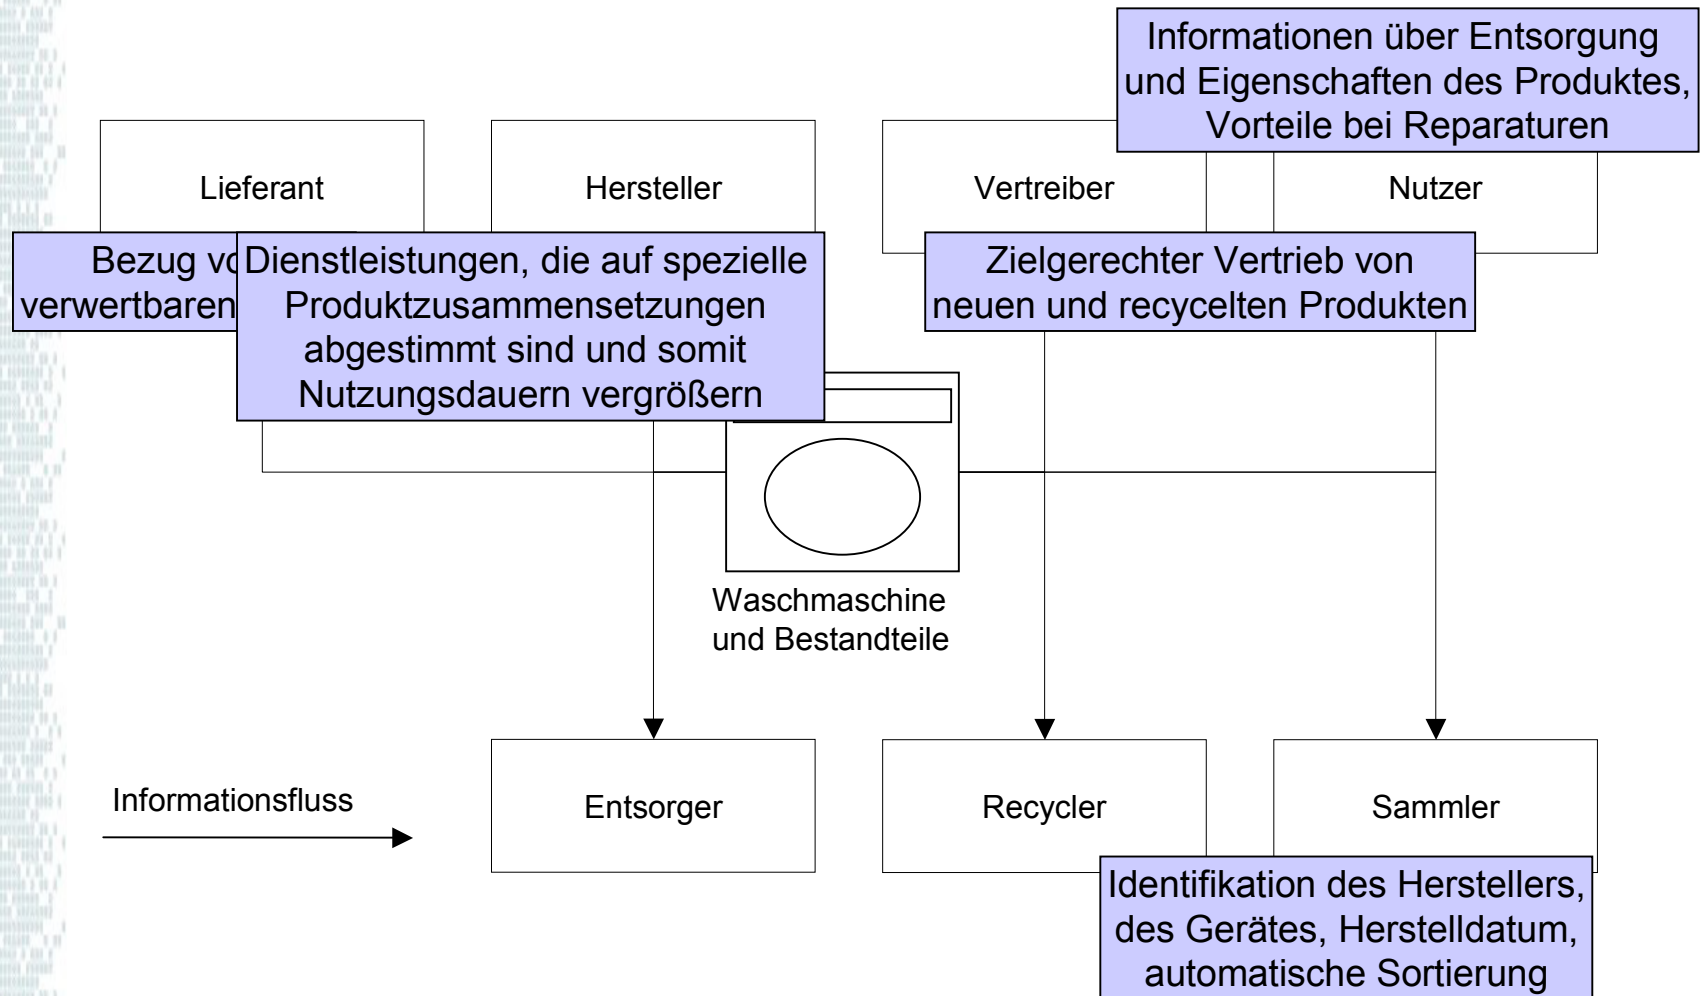 Informationen über Entsorgung
und Eigenschaften des Produktes,
Vorteile bei Reparaturen
Lieferant
Hersteller
Vertreiber
Nutzer
Bezug
verwertbaren
Dienstleistungen, die auf spezielle
Produktzusammensetzungen
abgestimmt sind und somit
Nutzungsdauern vergrößern
Zielgerechter Vertrieb von
neuen und recycelten Produkten
Waschmaschine
und Bestandteile
Informationsfluss
Entsorger
Recycler
Sammler
Identifikation des Herstellers,
des Gerätes, Herstelldatum,
automatische Sortierung